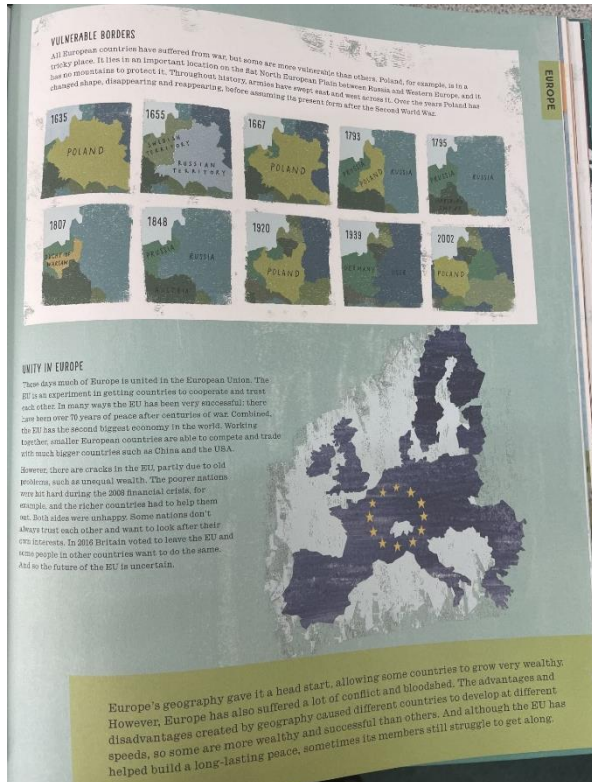 VULNERABLE BORDERS
All European countries have suffered from war, but some are more vulnerable than others. Poland, for example, is in a
tricky place. It lies in an important location on the flat North European Plain between Russia and Western Europe, and it
has no mountains to protect it. Throughout history, armies have swept east and west across it. Over the years Poland has
changed shape, disappearing and reappearing, before assuming its present form after the Second World War.
EUROPE
1635
POLAND
1655
SWEDISH
TERRITORY
RUSSIAN
TERRITORY
1667
POLAND
1793
PRUSSIA
POLAND
RUSSIA
1795
PRUSSIA
RUSSIA
1807
DUCHY OF
WARSAW
1848
PRUSSIA
RUSSIA
AUSTRIA
1920
POLAND
1939
GERMANY
2002
POLAND
UNITY IN EUROPE
These days much of Europe is united in the European Union. The
EU is an experiment in getting countries to cooperate and trust
each other. In many ways the EU has been very successful: there
have been over 70 years of peace after centuries of war. Combined,
the EU has the second biggest economy in the world. Working
together, smaller European countries are able to compete and trade
with much bigger countries such as China and the USA.
However, there are cracks in the EU, partly due to old
problems, such as unequal wealth. The poorer nations
were hit hard during the 2008 financial crisis, for
example, and the richer countries had to help them
out. Both sides were unhappy. Some nations don't
always trust each other and want to look after their
own interests. In 2016 Britain voted to leave the EU and
some people in other countries want to do the same.
And so the future of the EU is uncertain.
Europe's geography gave it a head start, allowing some countries to grow very wealthy.
However, Europe has also suffered a lot of conflict and bloodshed. The advantages and
disadvantages created by geography caused different countries to develop at different
speeds, so some are more wealthy and successful than others. And although the EU has
helped build a long-lasting peace, sometimes its members still struggle to get along.